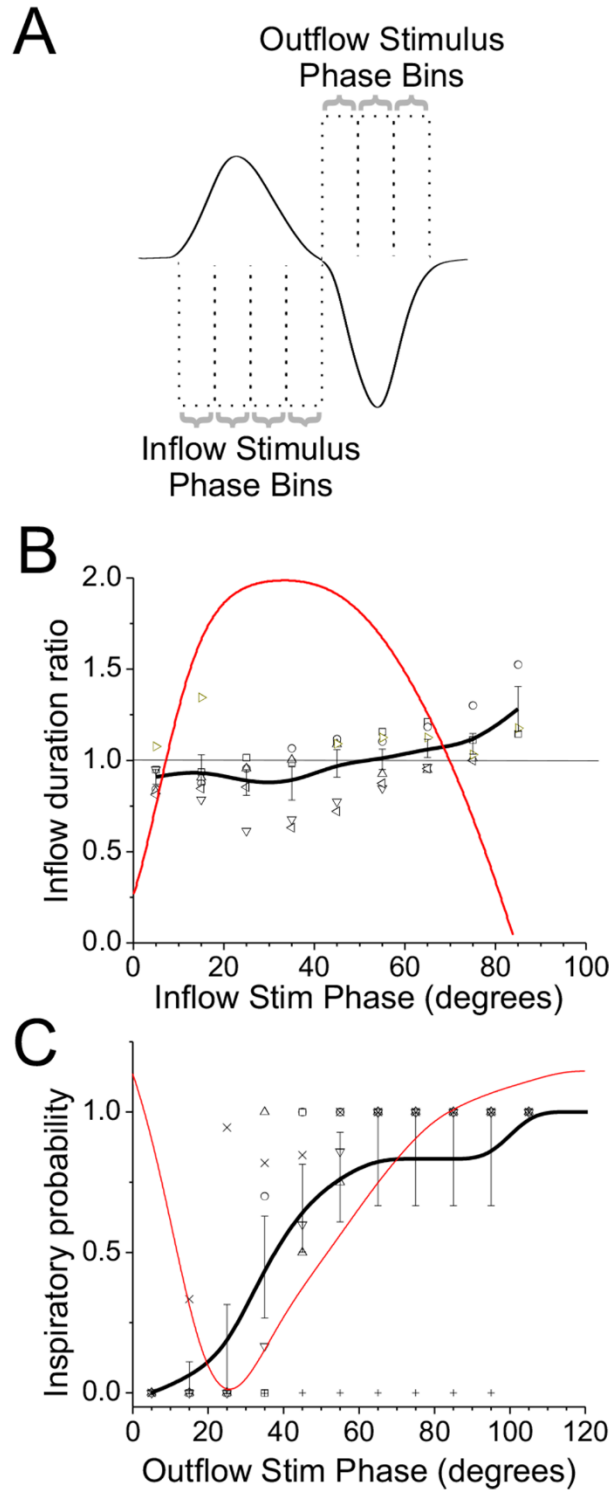 A
Outflow Stimulus
Phase Bins
Inflow Stimulus
Phase Bins
B
Inflow duration ratio
2.0
1.5
1.0
0.5
0.0
0 20 40 60 80 100
Inflow Stim Phase (degrees)
C
Inspiratory probability
1.0
0.5
0.0
0 20 40 60 80 100 120
Outflow Stim Phase (degrees)